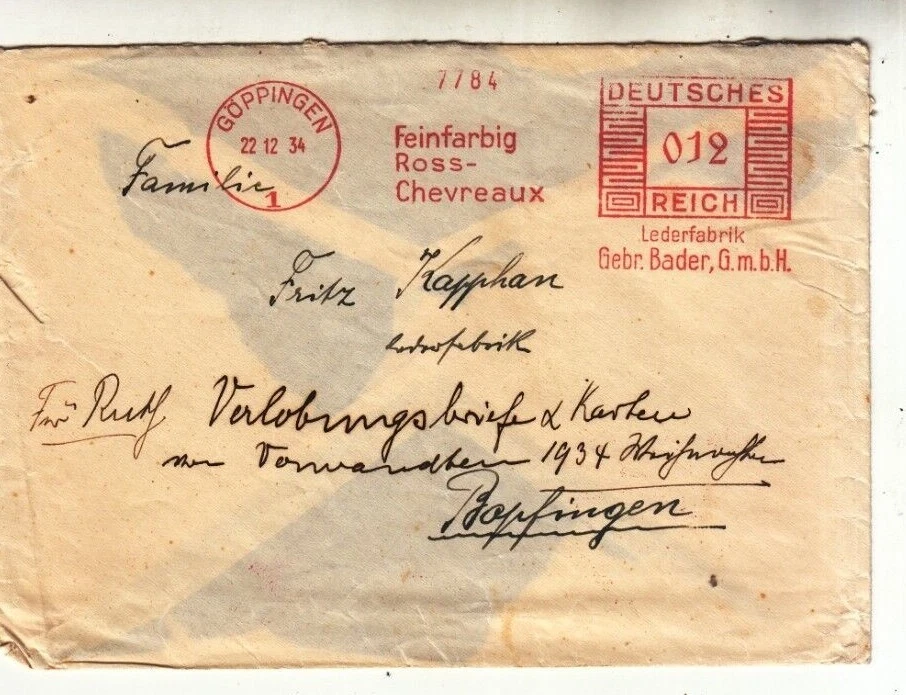 7784
GÖPPINGEN
22 12 34
1
Feinfarbig
Ross-
Chevreaux
DEUTSCHES
012
REICH
Lederfabrik
Gebr. Bader, G.m.b.H.
Familie
Fritz Kapphan
Lederfabrik
Für Ruth Verlobungsbriefe & Karten
von Verwandten 1934 Weihnachten
Bopfingen